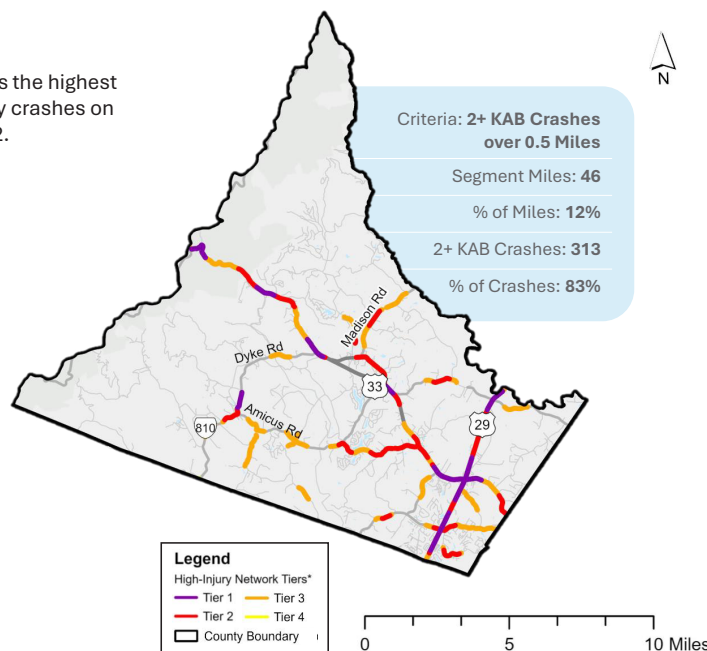 s the highest
y crashes on
2.
N
Criteria: 2+ KAB Crashes
over 0.5 Miles
Segment Miles: 46
% of Miles: 12%
2+ KAB Crashes: 313
% of Crashes: 83%
Madison Rd
Dyke Rd
33
810
Amicus Rd
29
Legend
High-Injury Network Tiers*
Tier 1
Tier 3
Tier 2
Tier 4
County Boundary
0 5 10 Miles